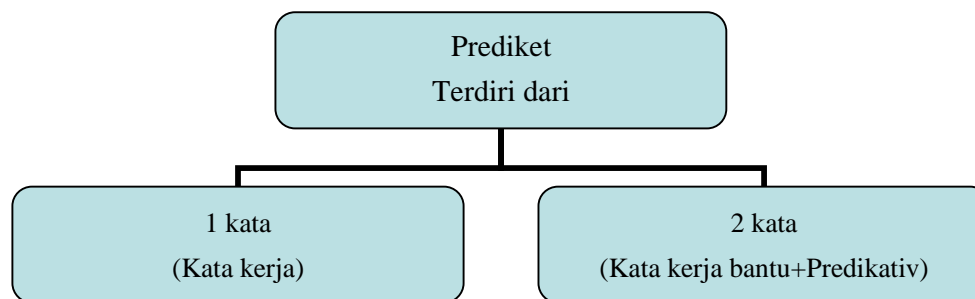 Prediket
Terdiri dari
1 kata
(Kata kerja)
2 kata
(Kata kerja bantu+Predikativ)